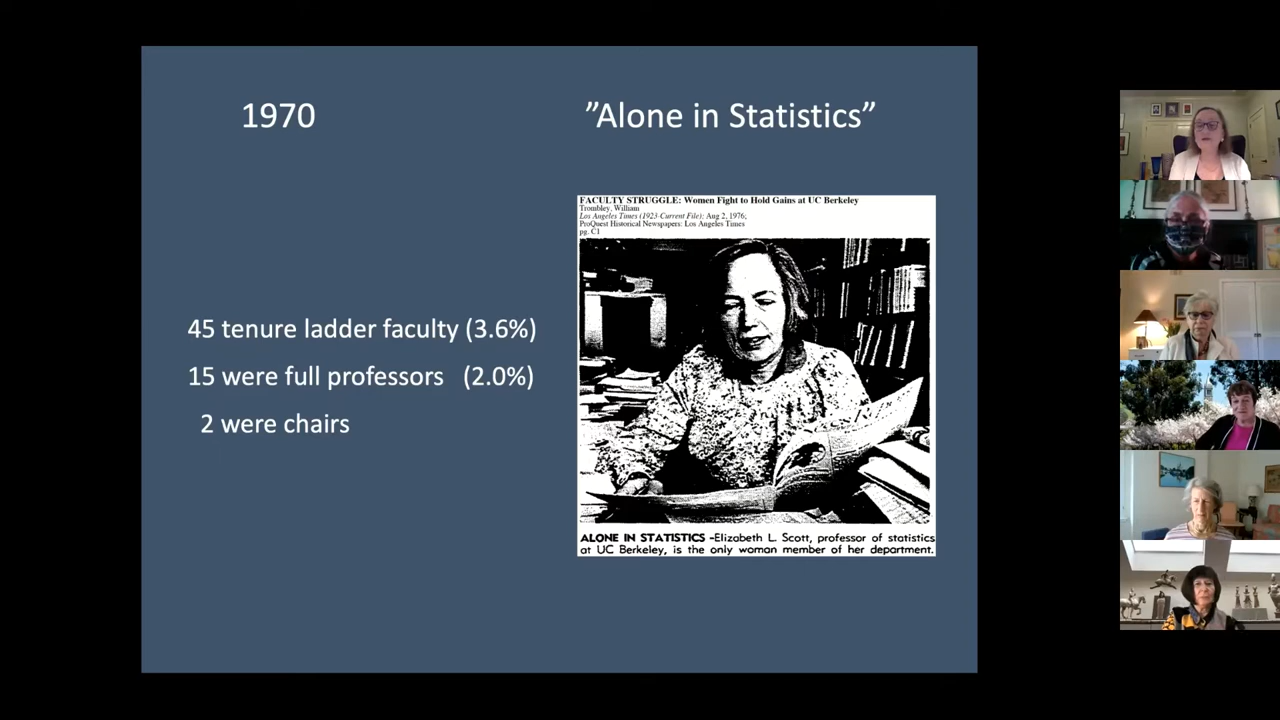 1970
”Alone in Statistics”
45 tenure ladder faculty (3.6%)
15 were full professors (2.0%)
2 were chairs
FACULTY STRUGGLE: Women Fight to Hold Gains at UC Berkeley
Trombley, William
Los Angeles Times (1923-Current File); Aug 2, 1976;
ProQuest Historical Newspapers: Los Angeles Times
pg. C1
ALONE IN STATISTICS -Elizabeth L. Scott, professor of statistics
at UC Berkeley, is the only woman member of her department.